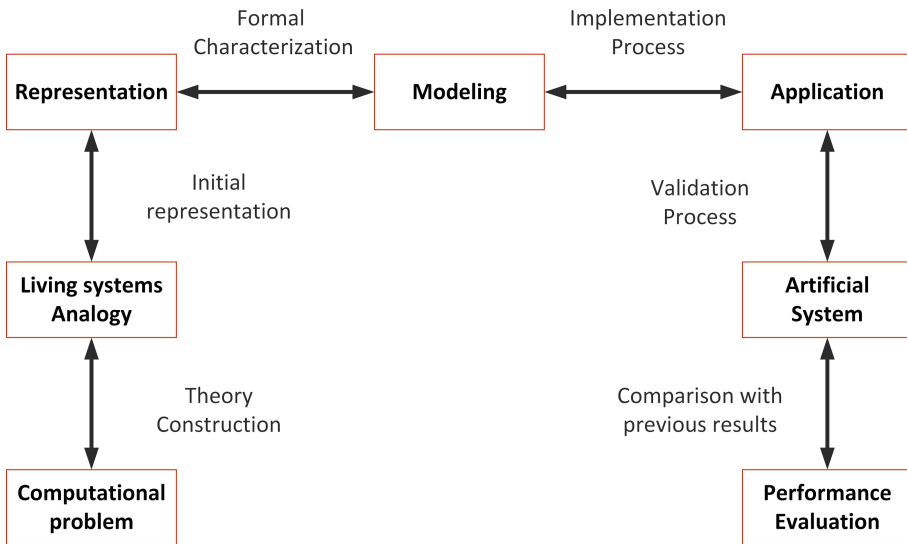 Formal
Characterization
Implementation
Process
Representation
Modeling
Application
Initial
representation
Validation
Process
Living systems
Analogy
Artificial
System
Theory
Construction
Comparison with
previous results
Computational
problem
Performance
Evaluation